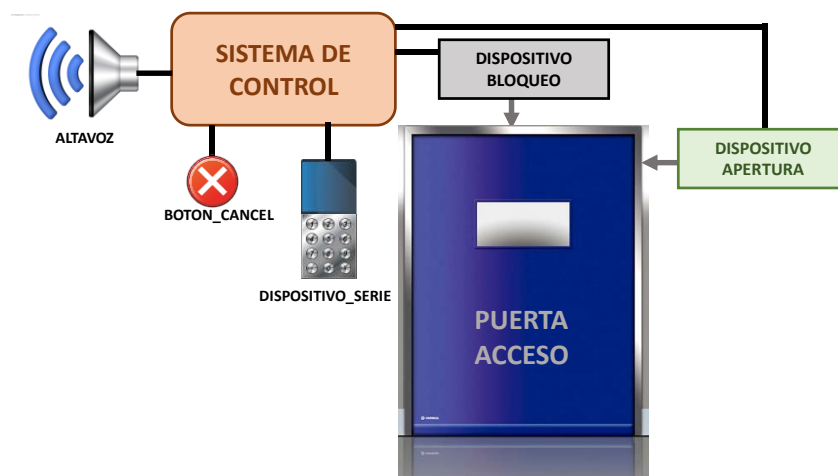 SISTEMA DE
CONTROL
DISPOSITIVO
BLOQUEO
ALTAVOZ
DISPOSITIVO
APERTURA
BOTON_CANCEL
DISPOSITIVO_SERIE
PUERTA
ACCESO